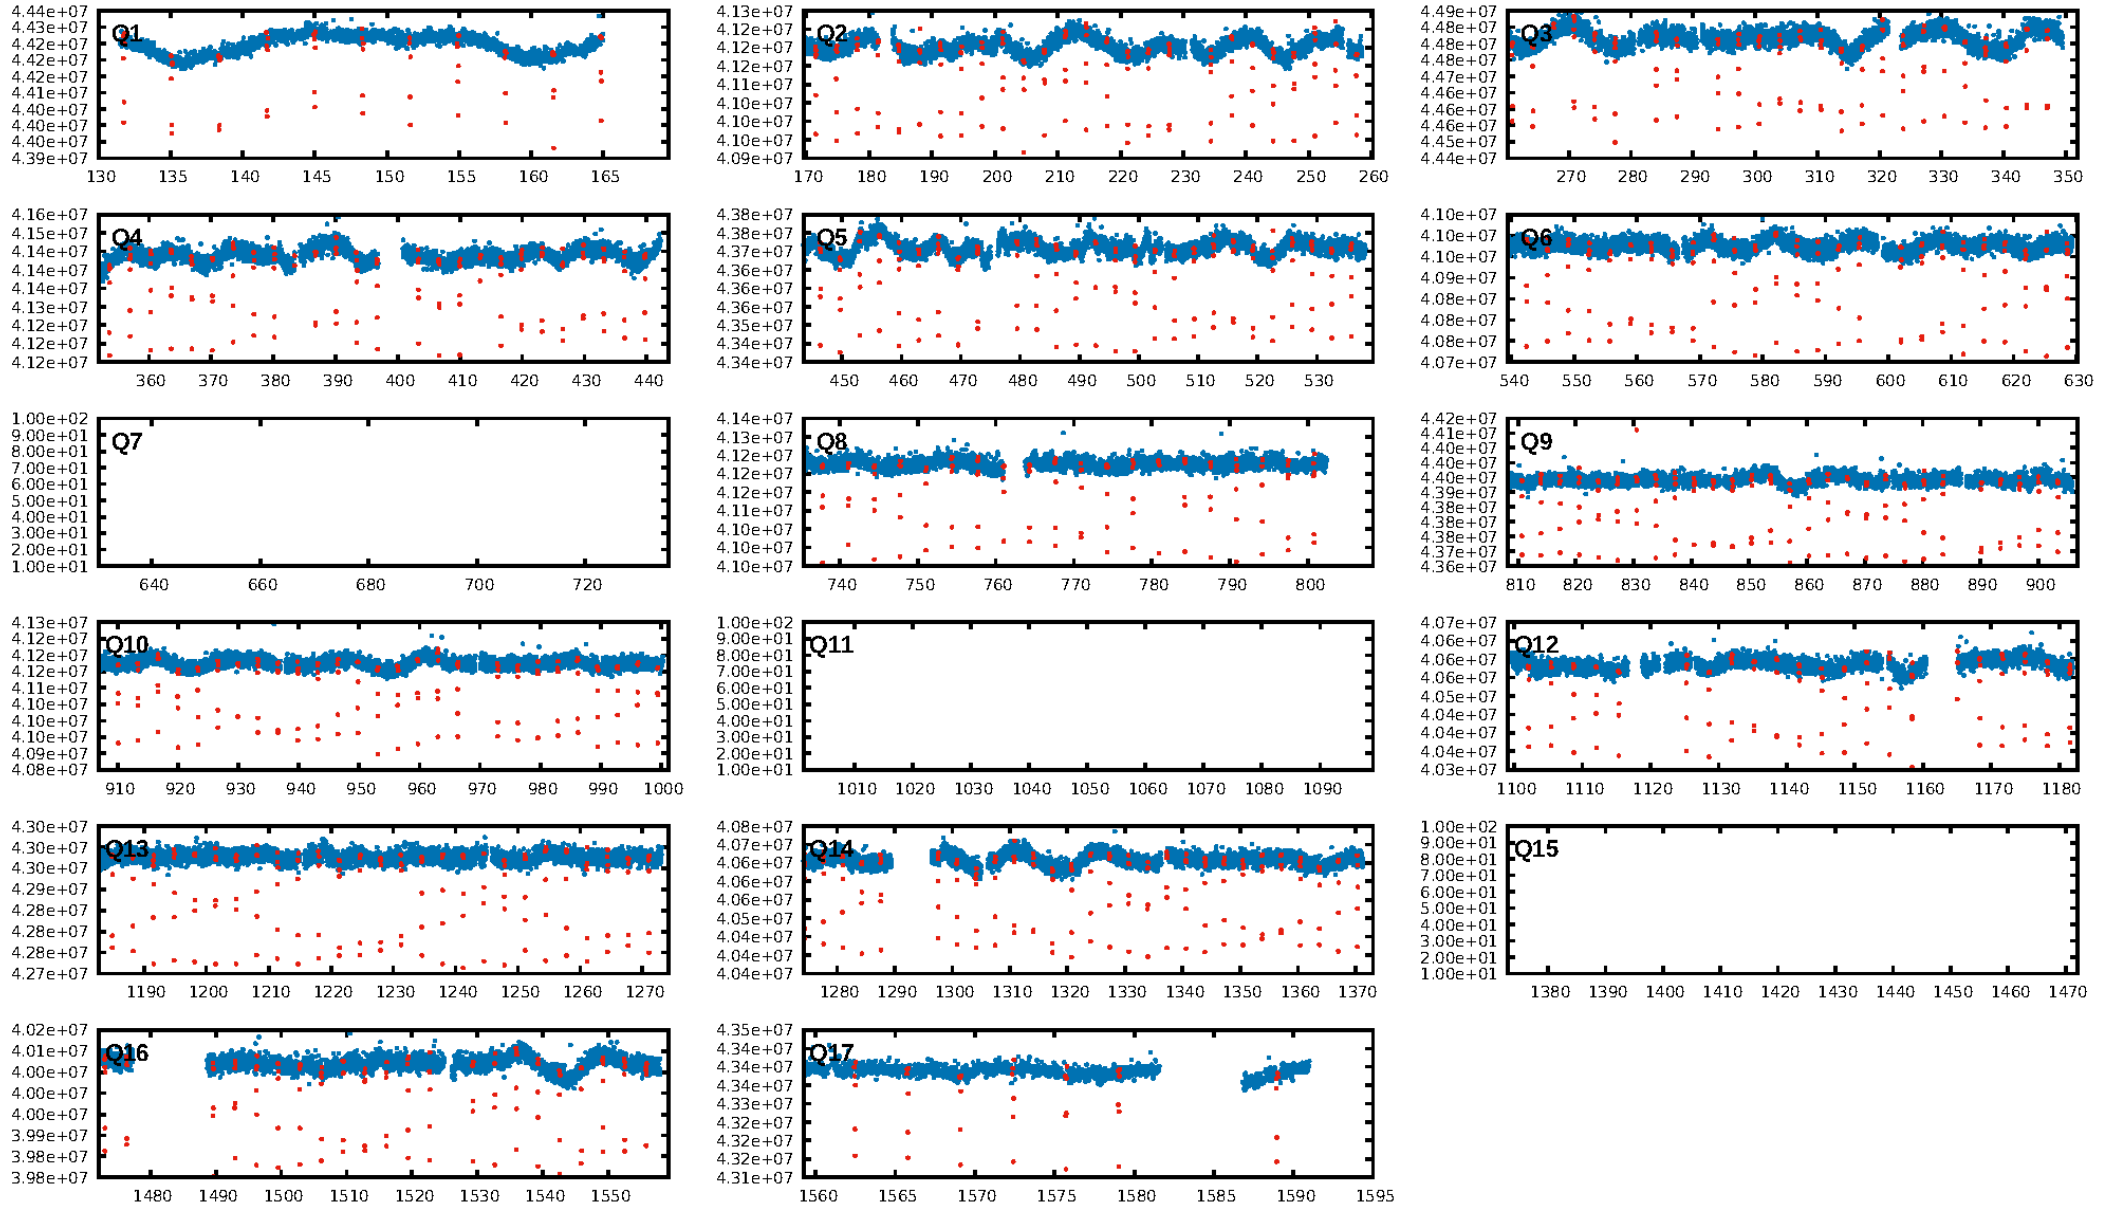 4.44e+07
4.43e+07
4.42e+07
4.42e+07
4.42e+07
4.41e+07
4.40e+07
4.40e+07
4.40e+07
4.39e+07
Q1
130 135 140 145 150 155 160 165
4.13e+07
4.12e+07
4.12e+07
4.12e+07
4.11e+07
4.10e+07
4.10e+07
4.10e+07
4.09e+07
Q2
170 180 190 200 210 220 230 240 250 260
4.49e+07
4.48e+07
4.48e+07
4.48e+07
4.47e+07
4.46e+07
4.46e+07
4.46e+07
4.45e+07
4.44e+07
Q3
270 280 290 300 310 320 330 340 350
4.16e+07
4.15e+07
4.14e+07
4.14e+07
4.14e+07
4.13e+07
4.12e+07
4.12e+07
4.12e+07
Q4
360 370 380 390 400 410 420 430 440
4.38e+07
4.38e+07
4.37e+07
4.36e+07
4.36e+07
4.36e+07
4.35e+07
4.34e+07
4.34e+07
Q5
450 460 470 480 490 500 510 520 530
4.10e+07
4.10e+07
4.10e+07
4.09e+07
4.08e+07
4.08e+07
4.08e+07
4.07e+07
Q6
540 550 560 570 580 590 600 610 620 630
1.00e+02
9.00e+01
8.00e+01
7.00e+01
6.00e+01
5.00e+01
4.00e+01
3.00e+01
2.00e+01
1.00e+01
Q7
640 660 680 700 720
4.14e+07
4.13e+07
4.12e+07
4.12e+07
4.12e+07
4.11e+07
4.10e+07
4.10e+07
4.10e+07
Q8
740 750 760 770 780 790 800
4.42e+07
4.41e+07
4.40e+07
4.40e+07
4.40e+07
4.39e+07
4.38e+07
4.38e+07
4.38e+07
4.37e+07
4.36e+07
Q9
810 820 830 840 850 860 870 880 890 900
4.13e+07
4.12e+07
4.12e+07
4.12e+07
4.11e+07
4.10e+07
4.10e+07
4.10e+07
4.09e+07
4.08e+07
Q10
910 920 930 940 950 960 970 980 990 1000
1.00e+02
9.00e+01
8.00e+01
7.00e+01
6.00e+01
5.00e+01
4.00e+01
3.00e+01
2.00e+01
1.00e+01
Q11
1010 1020 1030 1040 1050 1060 1070 1080 1090
4.07e+07
4.06e+07
4.06e+07
4.05e+07
4.04e+07
4.04e+07
4.03e+07
Q12
1100 1110 1120 1130 1140 1150 1160 1170 1180
4.30e+07
4.30e+07
4.30e+07
4.29e+07
4.28e+07
4.28e+07
4.28e+07
4.27e+07
Q13
1190 1200 1210 1220 1230 1240 1250 1260 1270
4.08e+07
4.07e+07
4.06e+07
4.06e+07
4.06e+07
4.05e+07
4.04e+07
4.04e+07
4.04e+07
Q14
1280 1290 1300 1310 1320 1330 1340 1350 1360 1370
1.00e+02
9.00e+01
8.00e+01
7.00e+01
6.00e+01
5.00e+01
4.00e+01
3.00e+01
2.00e+01
1.00e+01
Q15
1380 1390 1400 1410 1420 1430 1440 1450 1460 1470
4.02e+07
4.01e+07
4.00e+07
4.00e+07
4.00e+07
3.99e+07
3.98e+07
3.98e+07
Q16
1480 1490 1500 1510 1520 1530 1540 1550
4.35e+07
4.34e+07
4.34e+07
4.34e+07
4.33e+07
4.32e+07
4.32e+07
4.32e+07
4.31e+07
Q17
1560 1565 1570 1575 1580 1585 1590 1595